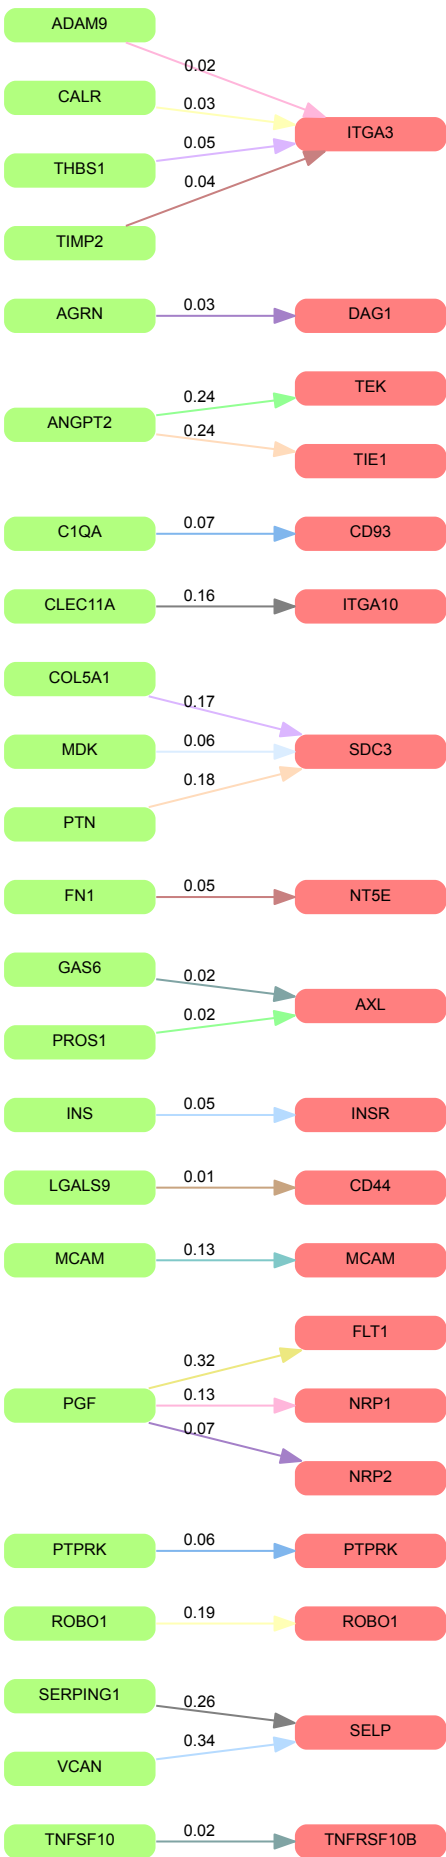 ADAM9
0.02
CALR
0.03
ITGA3
THBS1
0.05
0.04
TIMP2
AGRN
0.03
DAG1
TEK
ANGPT2
0.24
0.24
TIE1
C1QA
0.07
CD93
CLEC11A
0.16
ITGA10
COL5A1
0.17
MDK
0.06
SDC3
0.18
PTN
FN1
0.05
NT5E
GAS6
0.02
AXL
0.02
PROS1
INS
0.05
INSR
LGALS9
0.01
CD44
MCAM
0.13
MCAM
FLT1
0.32
PGF
0.13
NRP1
0.07
NRP2
PTPRK
0.06
PTPRK
ROBO1
0.19
ROBO1
SERPING1
0.26
SELP
0.34
VCAN
TNFSF10
0.02
TNFRSF10B